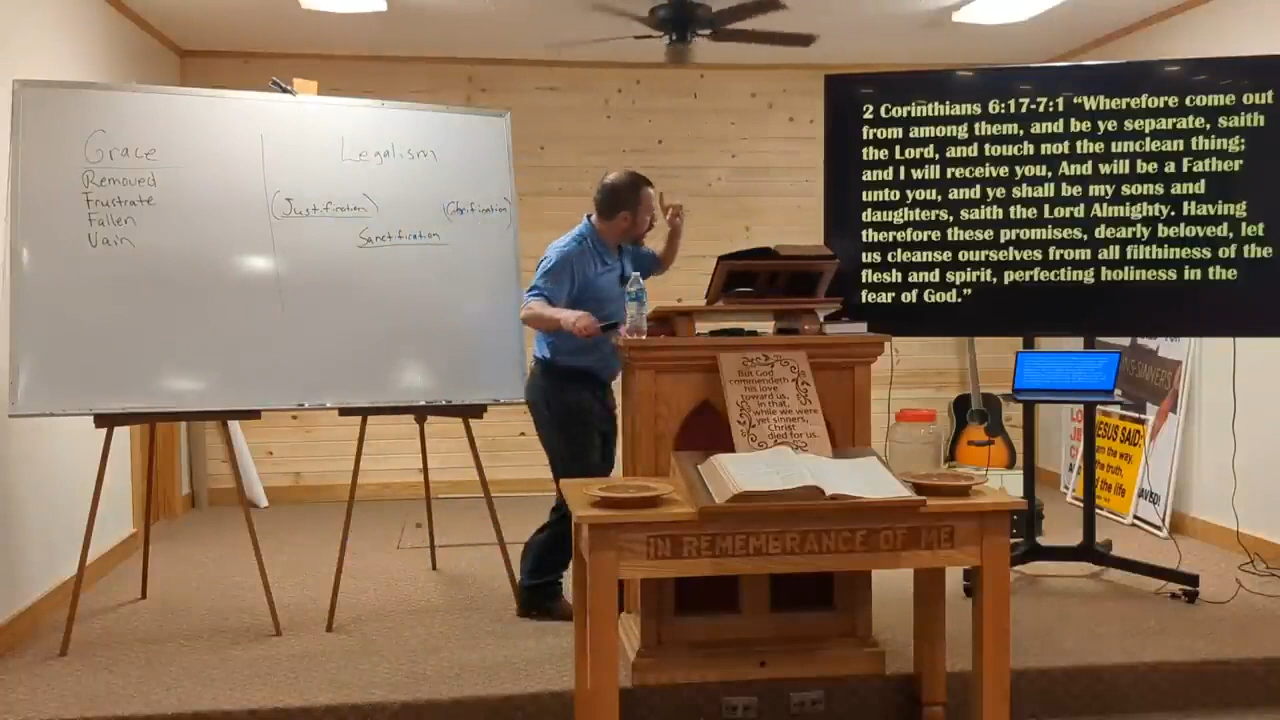 Grace
Removed
Frustrate
Fallen
Vain
Legalism
(Justification)
(Glorification)
Sanctification
2 Corinthians 6:17-7:1 “Wherefore come out
from among them, and be ye separate, saith
the Lord, and touch not the unclean thing;
and I will receive you, And will be a Father
unto you, and ye shall be my sons and
daughters, saith the Lord Almighty. Having
therefore these promises, dearly beloved, let
us cleanse ourselves from all filthiness of the
flesh and spirit, perfecting holiness in the
fear of God.”
But God
commendeth
his love
toward us,
in that,
while we were
yet sinners,
Christ
died for us.
IN REMEMBRANCE OF ME
SINNERS
JESUS SAID:
am the way,
the truth,
the life